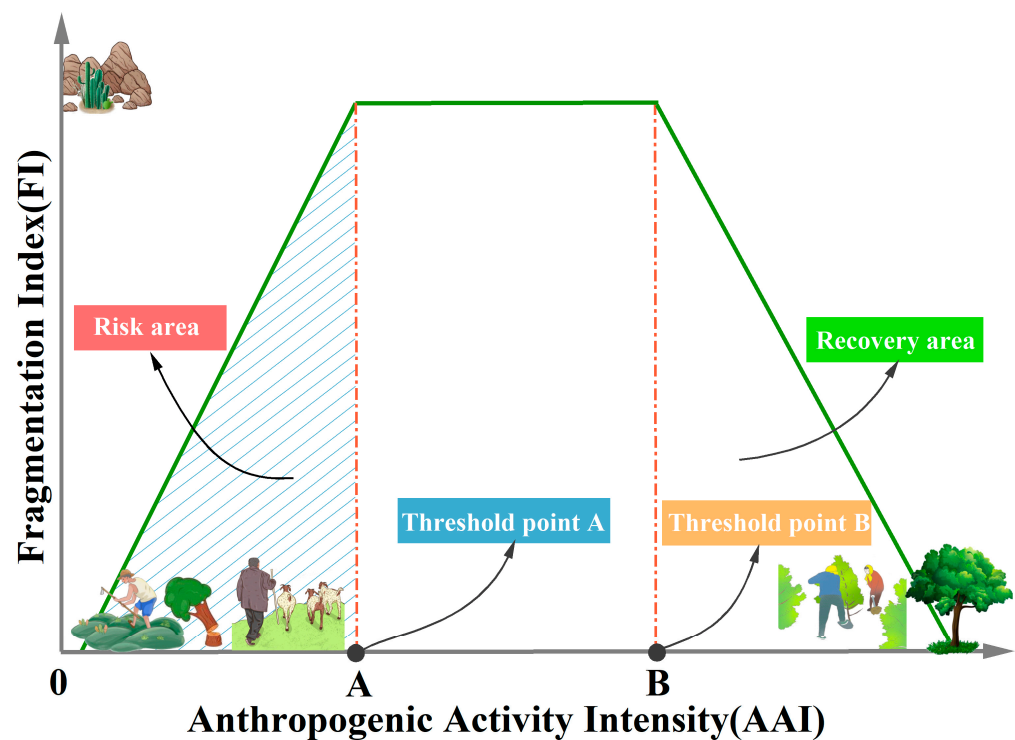 Fragmentation Index(FI)
Risk area
Recovery area
Threshold point A
Threshold point B
0
A
B
Anthropogenic Activity Intensity(AAI)